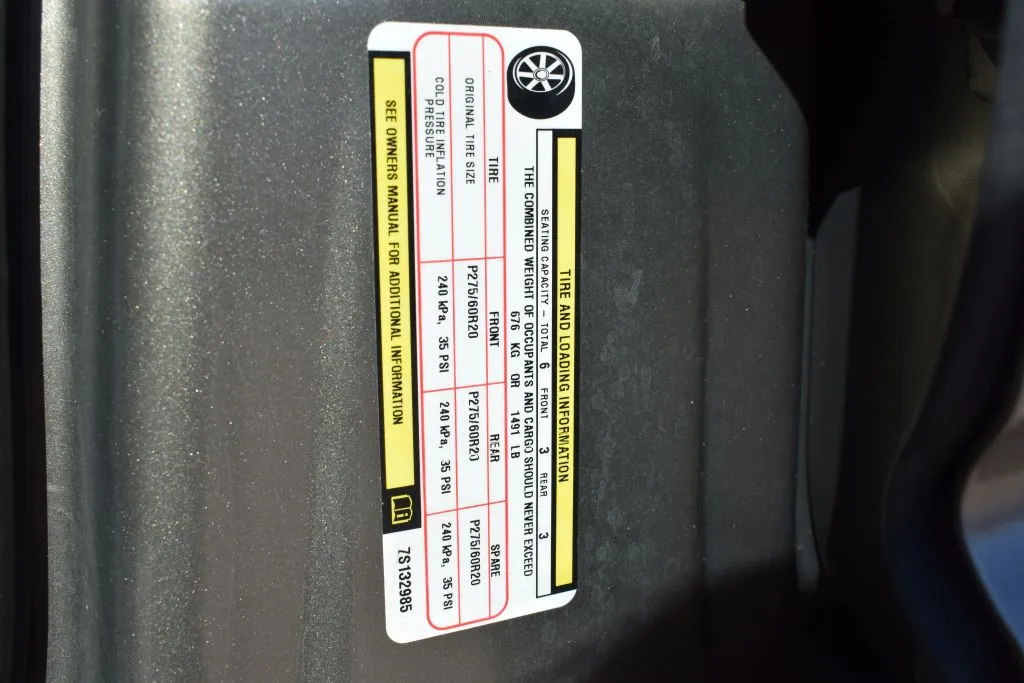 TIRE AND LOADING INFORMATION
SEATING CAPACITY – TOTAL 6 FRONT 3 REAR 3
THE COMBINED WEIGHT OF OCCUPANTS AND CARGO SHOULD NEVER EXCEED
676 KG OR 1491 LB
TIRE FRONT REAR SPARE
ORIGINAL TIRE SIZE P275/60R20 P275/60R20 P275/60R20
COLD TIRE INFLATION
PRESSURE 240 kPa, 35 PSI 240 kPa, 35 PSI 240 kPa, 35 PSI
SEE OWNERS MANUAL FOR ADDITIONAL INFORMATION
7S132985